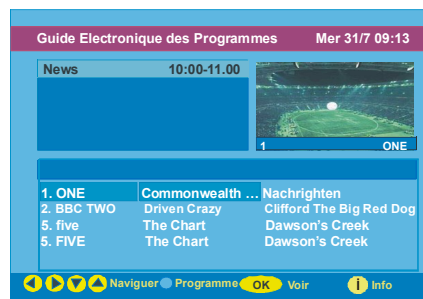 Guide Electronique des Programmes Mer 31/7 09:13
News 10:00-11.00
1 ONE
1. ONE Commonwealth ... Nachrighten
2. BBC TWO Driven Crazy Clifford The Big Red Dog
5. five The Chart Dawson's Creek
5. FIVE The Chart Dawson's Creek
Naviguer Programme OK Voir i Info